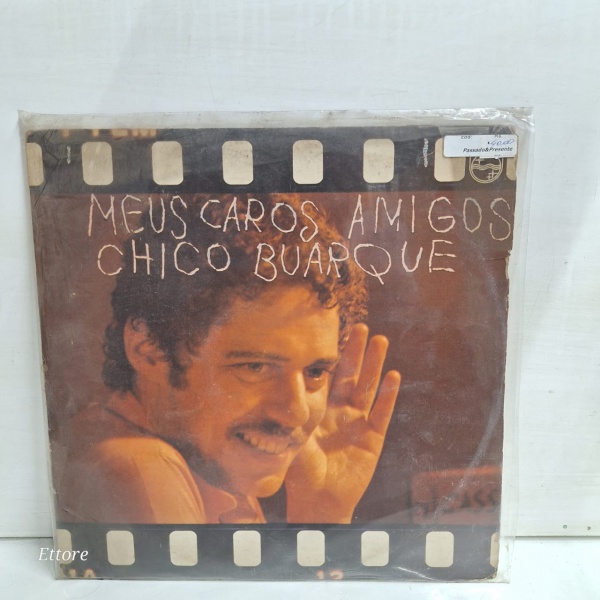 Passado&Presente
MEUS CAROS AMIGOS
CHICO BUARQUE
Ettore